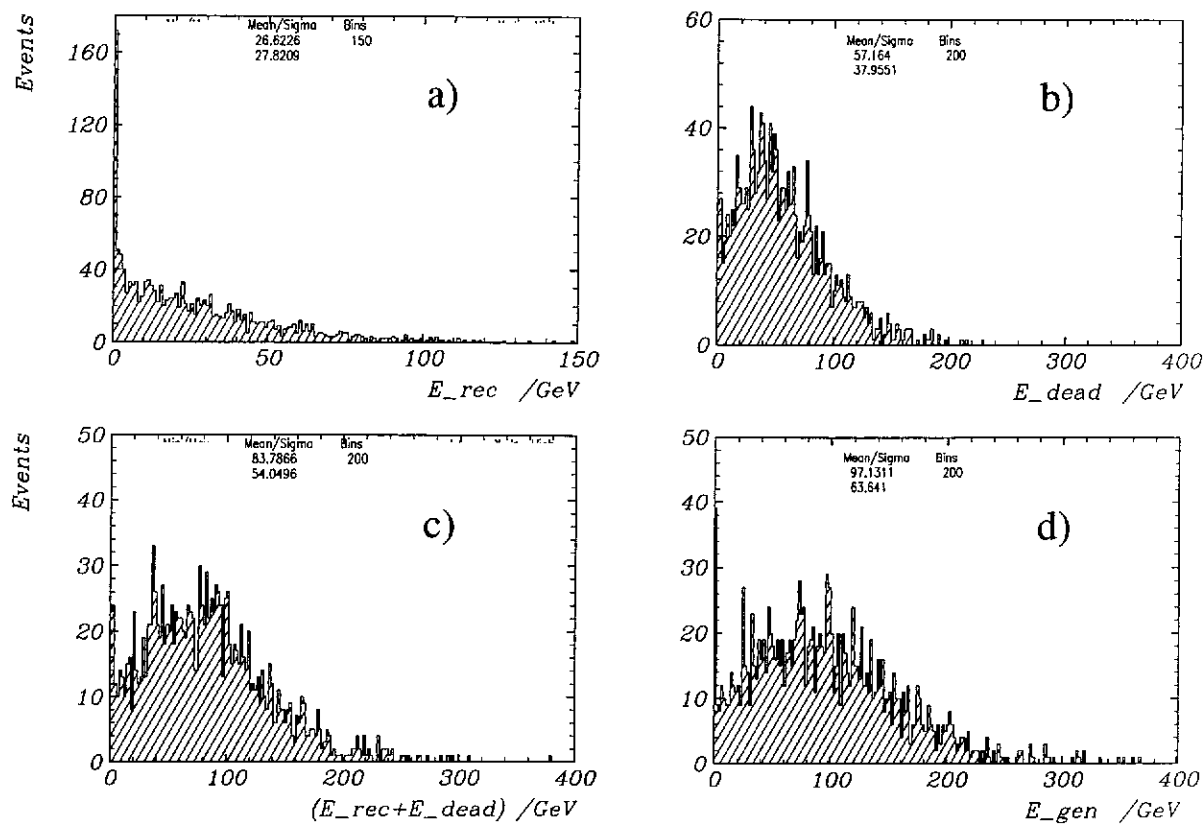 Mean/Sigma Bins
26.6226 150
27.8209
Events
160
120
80
40
0
a)
0 50 100 150
E_rec /GeV
Mean/Sigma Bins
57.164 200
37.9551
60
40
20
0
b)
0 100 200 300 400
E_dead /GeV
Mean/Sigma Bins
83.7866 200
54.0496
Events
50
40
30
20
10
0
c)
0 100 200 300 400
(E_rec+E_dead) /GeV
Mean/Sigma Bins
97.1311 200
63.641
50
40
30
20
10
0
d)
0 100 200 300 400
E_gen /GeV